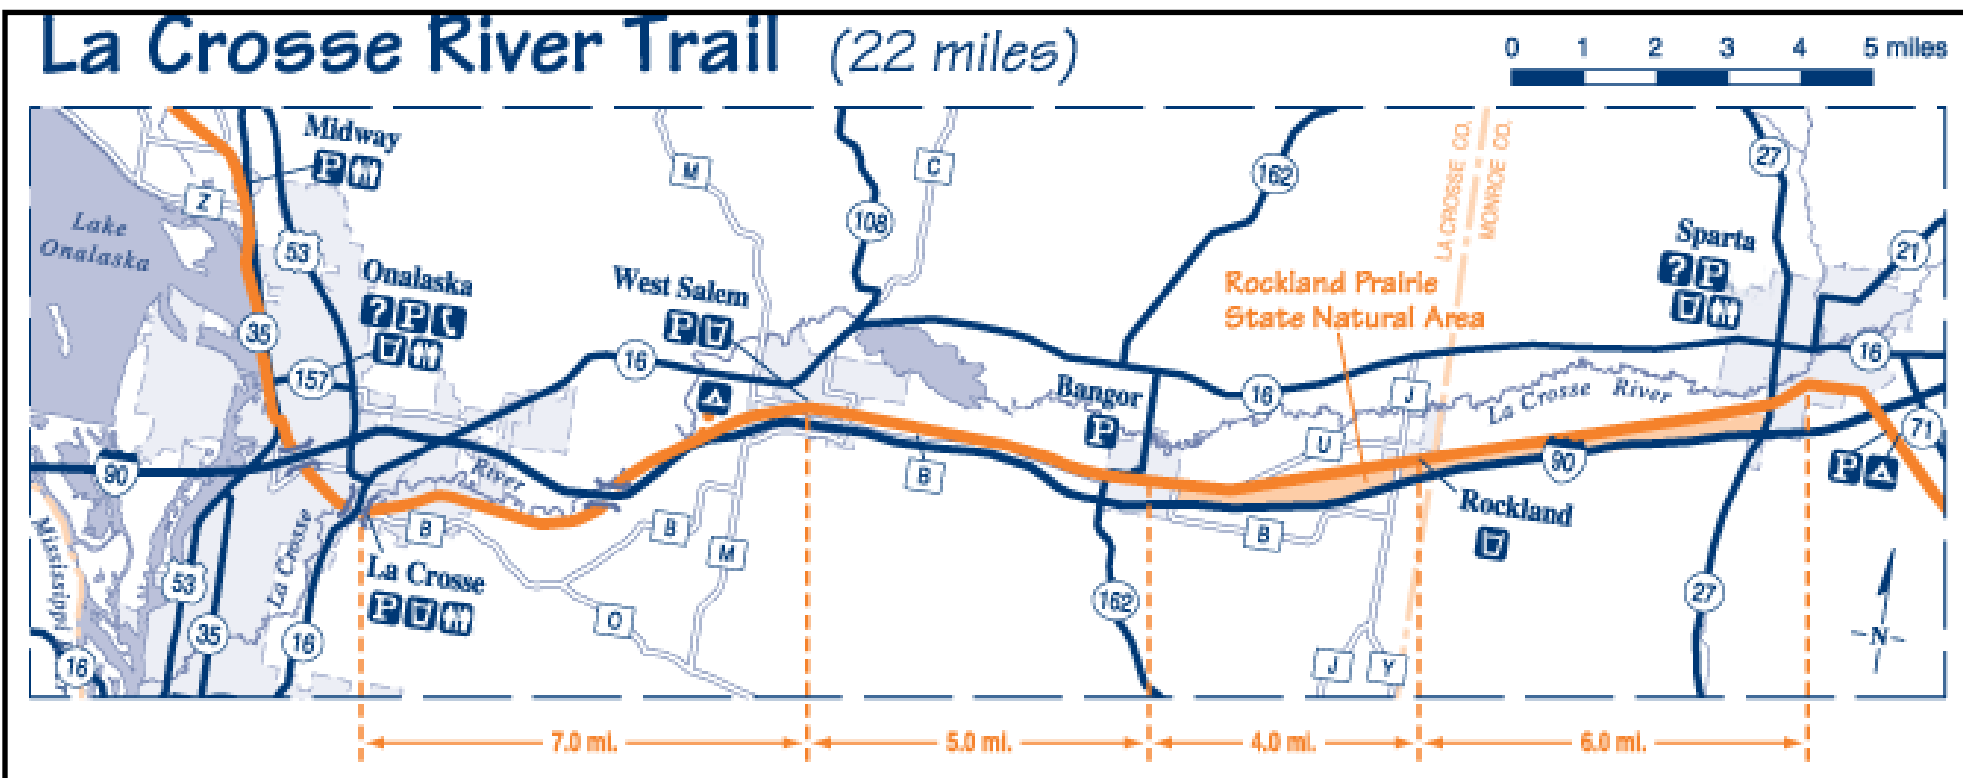 La Crosse River Trail (22 miles)
0 1 2 3 4 5 miles
Midway
P
Z
Lake
Onalaska
53
Onalaska
? P
35
157
M
West Salem
P
108
C
162
LA CROSSE CO.
MONROE CO.
27
Sparta
? P
21
Rockland Prairie
State Natural Area
16
16
16
Bangor
P
J
La Crosse River
U
71
P
90
River
B
90
Rockland
Mississippi
La Crosse
B
B
M
B
La Crosse
P
53
35
16
O
162
27
16
J
Y
N
7.0 mi.
5.0 mi.
4.0 mi.
6.0 mi.